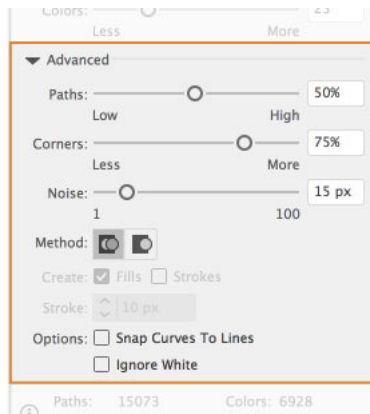 Colors: 25
Less More
Advanced
Paths: 50%
Low High
Corners: 75%
Less More
Noise: 15 px
1 100
Method:
Create: Fills Strokes
Stroke: 10 px
Options: Snap Curves To Lines
Ignore White
Paths: 15073 Colors: 6928